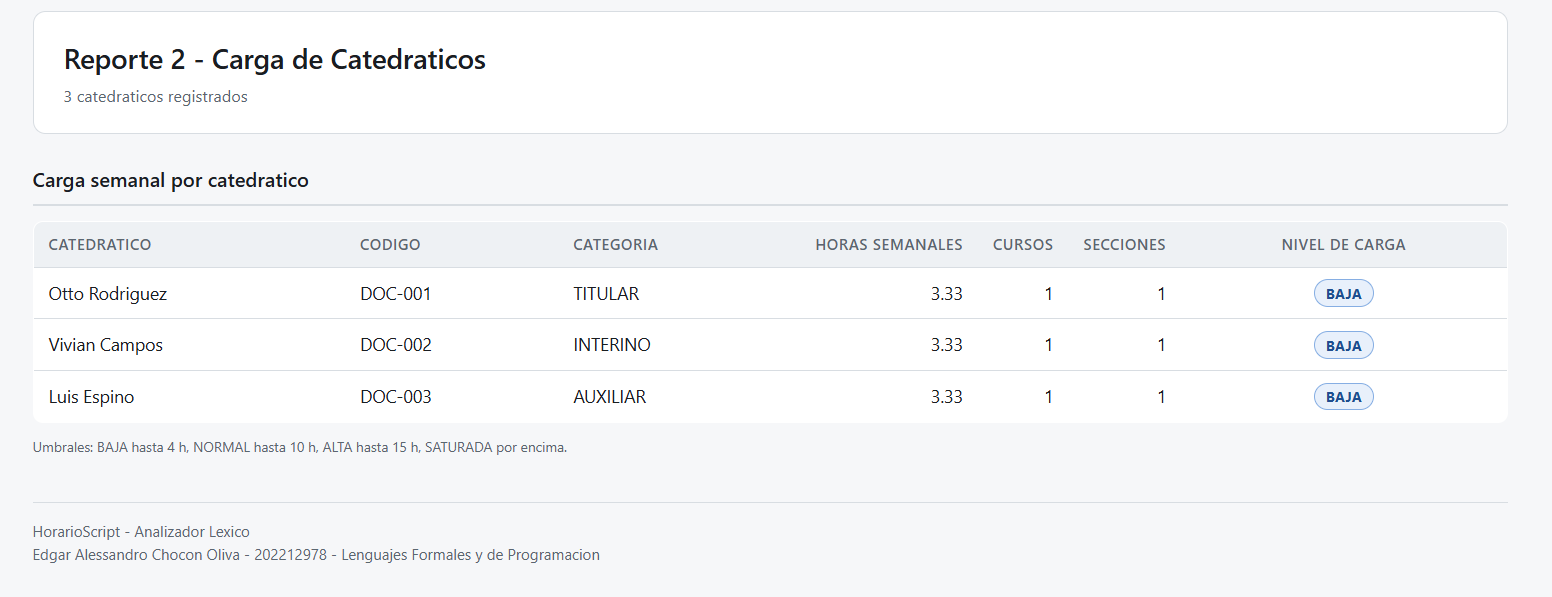 Reporte 2 - Carga de Catedraticos
3 catedraticos registrados
Carga semanal por catedratico
CATEDRATICO CODIGO CATEGORIA HORAS SEMANALES CURSOS SECCIONES NIVEL DE CARGA
Otto Rodriguez DOC-001 TITULAR 3.33 1 1 BAJA
Vivian Campos DOC-002 INTERINO 3.33 1 1 BAJA
Luis Espino DOC-003 AUXILIAR 3.33 1 1 BAJA
Umbrales: BAJA hasta 4 h, NORMAL hasta 10 h, ALTA hasta 15 h, SATURADA por encima.
HorarioScript - Analizador Lexico
Edgar Alessandro Chocon Oliva - 202212978 - Lenguajes Formales y de Programacion